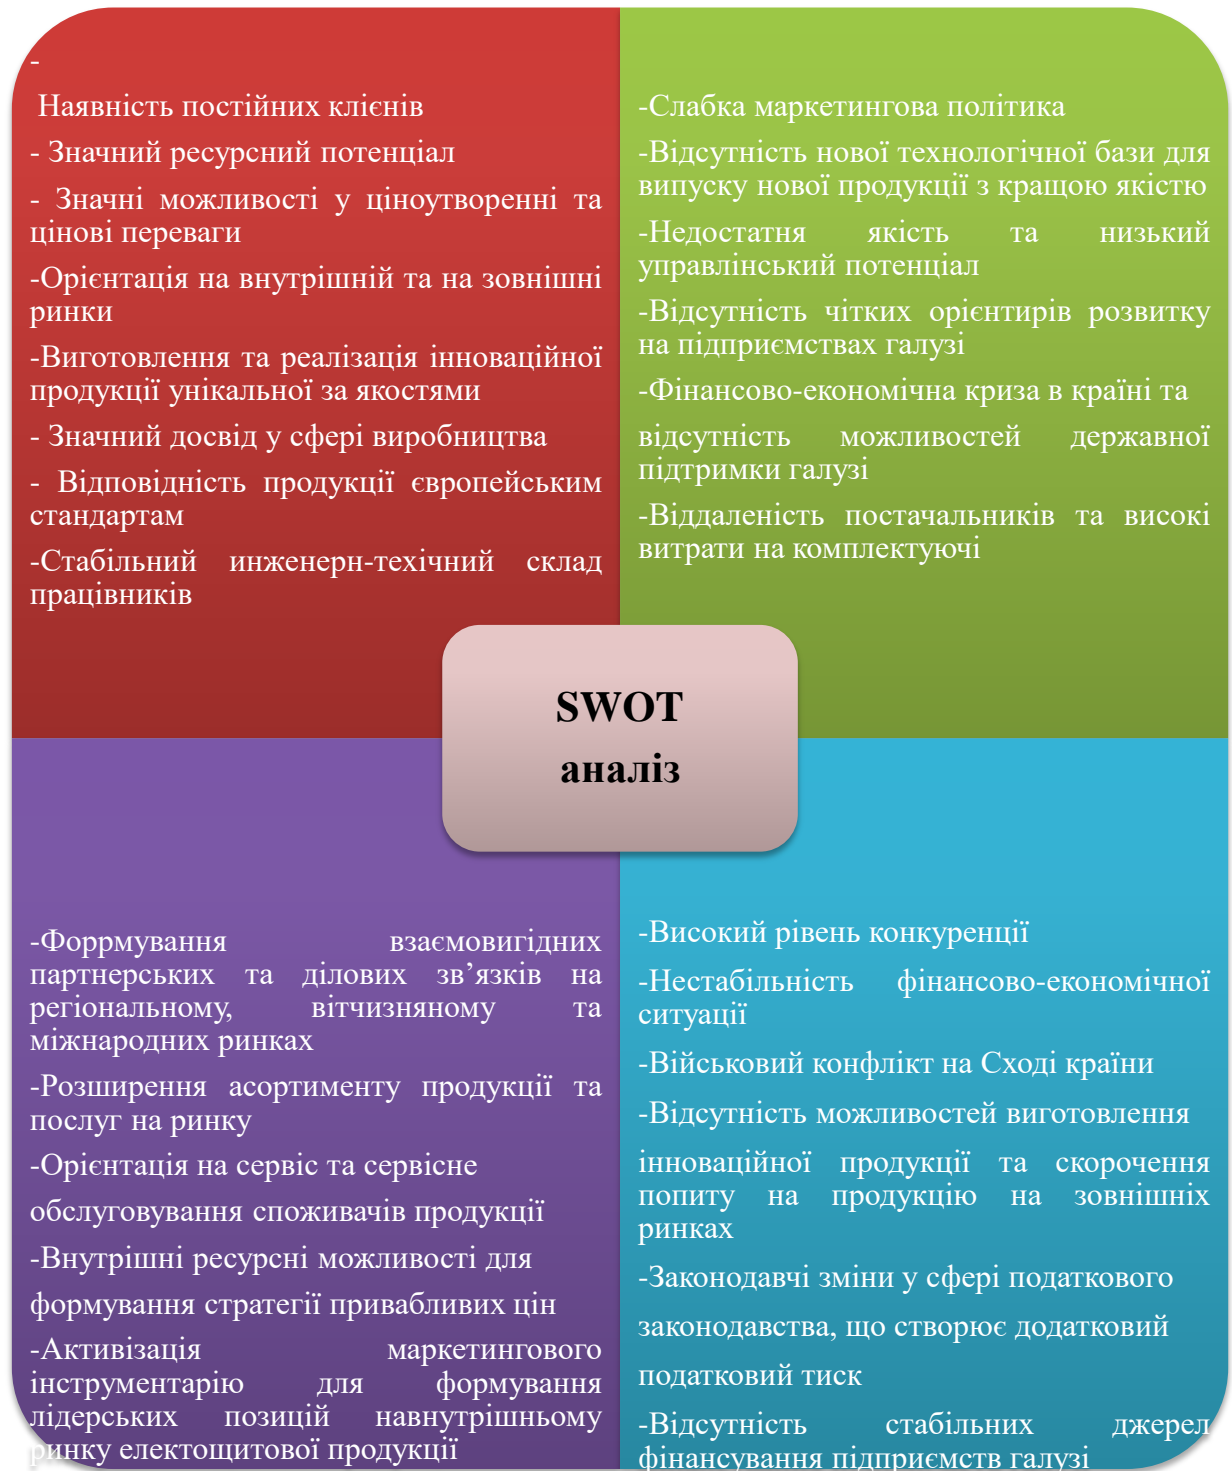 -
Наявність постійних клієнів
- Значний ресурсний потенціал
- Значні можливості у ціноутворенні та
цінові переваги
-Орієнтація на внутрішній та на зовнішні
ринки
-Виготовлення та реалізація інноваційної
продукції унікальної за якостями
- Значний досвід у сфері виробництва
- Відповідність продукції європейським
стандартам
-Стабільний инженерн-техічний склад
працівників
-Слабка маркетингова політика
-Відсутність нової технологічної бази для
випуску нової продукції з кращою якістю
-Недостатня якість та низький
управлінський потенціал
-Відсутність чітких орієнтирів розвитку
на підприємствах галузі
-Фінансово-економічна криза в країні та
відсутність можливостей державної
підтримки галузі
-Віддаленість постачальників та високі
витрати на комплектуючі
SWOT
аналіз
-Форрмування взаємовигідних
партнерських та ділових зв’язків на
регіональному, вітчизняному та
міжнародних ринках
-Розширення асортименту продукції та
послуг на ринку
-Орієнтація на сервіс та сервісне
обслуговування споживачів продукції
-Внутрішні ресурсні можливості для
формування стратегії привабливих цін
-Активізація маркетингового
інструментарію для формування
лідерських позицій навнутрішньому
ринку електощитової продукції
-Високий рівень конкуренції
-Нестабільність фінансово-економічної
ситуації
-Військовий конфлікт на Сході країни
-Відсутність можливостей виготовлення
інноваційної продукції та скорочення
попиту на продукцію на зовнішніх
ринках
-Законодавчі зміни у сфері податкового
законодавства, що створює додатковий
податковий тиск
-Відсутність стабільних джерел
фінансування підприємств галузі